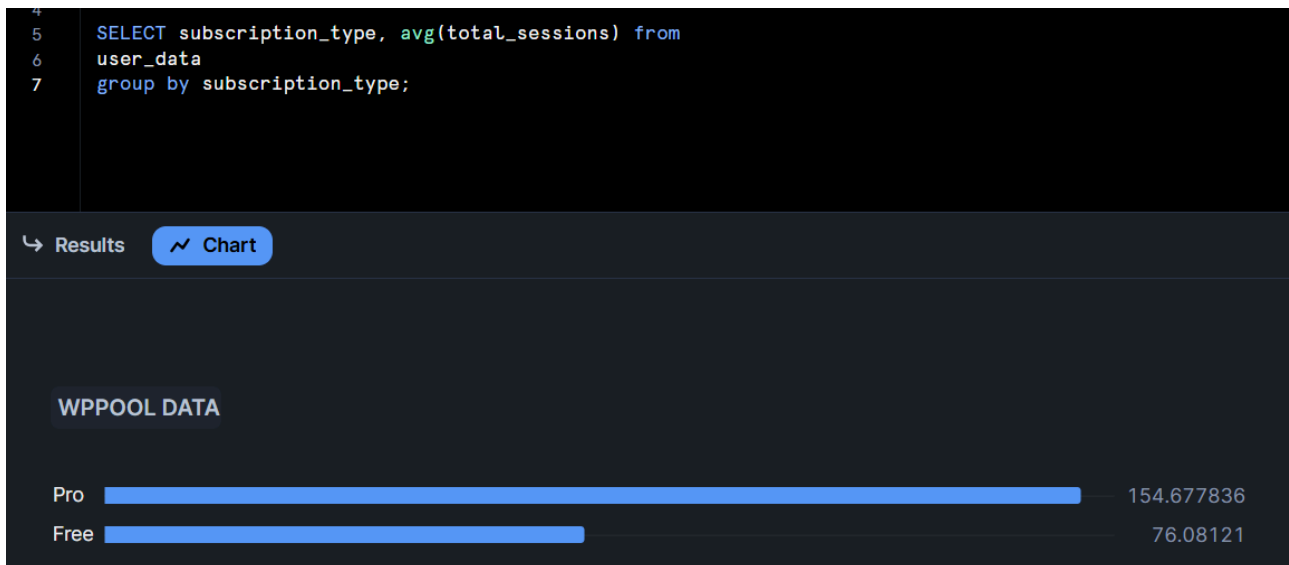 4
5 SELECT subscription_type, avg(total_sessions) from
6 user_data
7 group by subscription_type;
Results Chart
WPPOOL DATA
Pro 154.677836
Free 76.08121